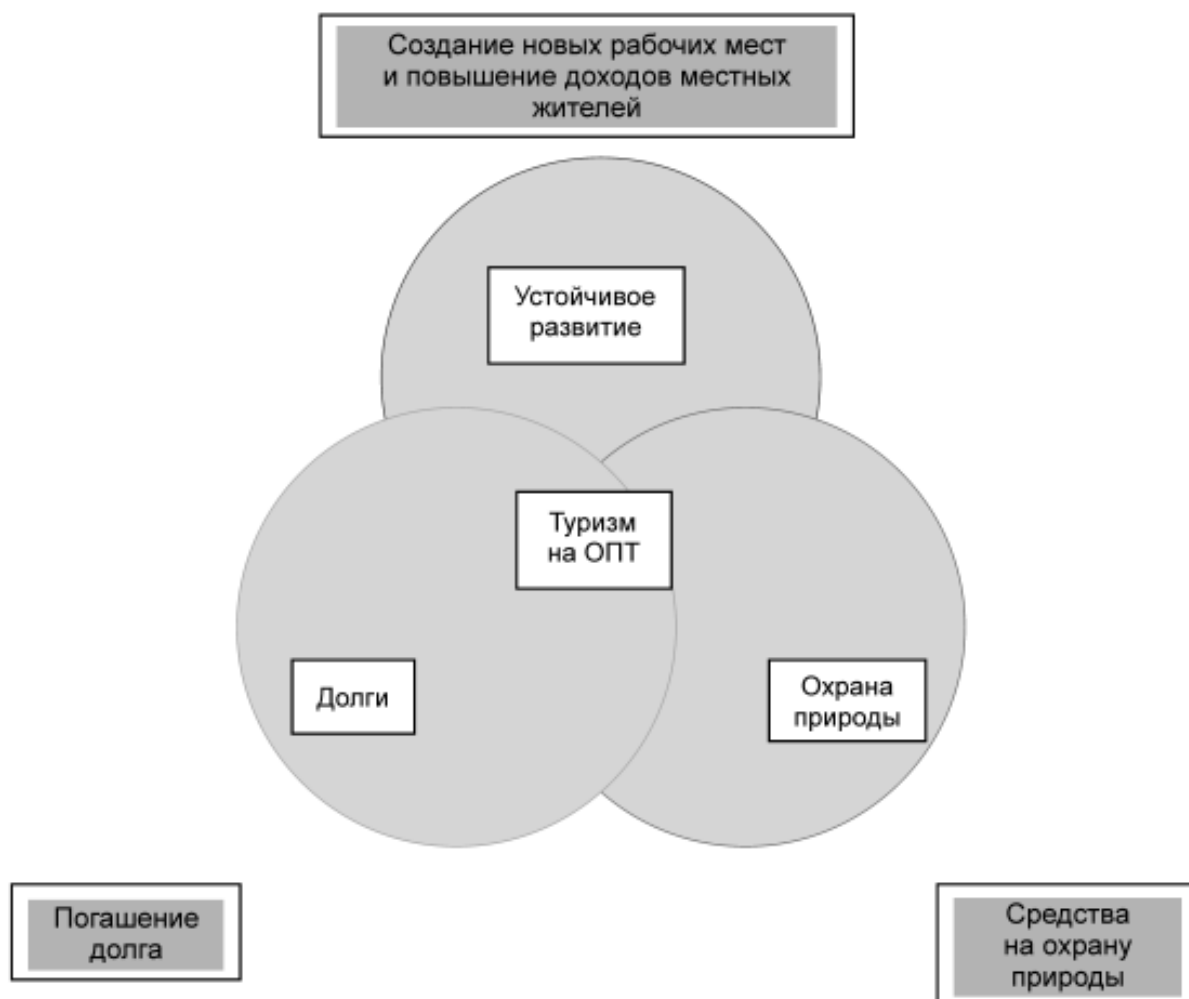 Создание новых рабочих мест
и повышение доходов местных
жителей
Устойчивое
развитие
Туризм
на ОПТ
Долги
Охрана
природы
Погашение
долга
Средства
на охрану
природы